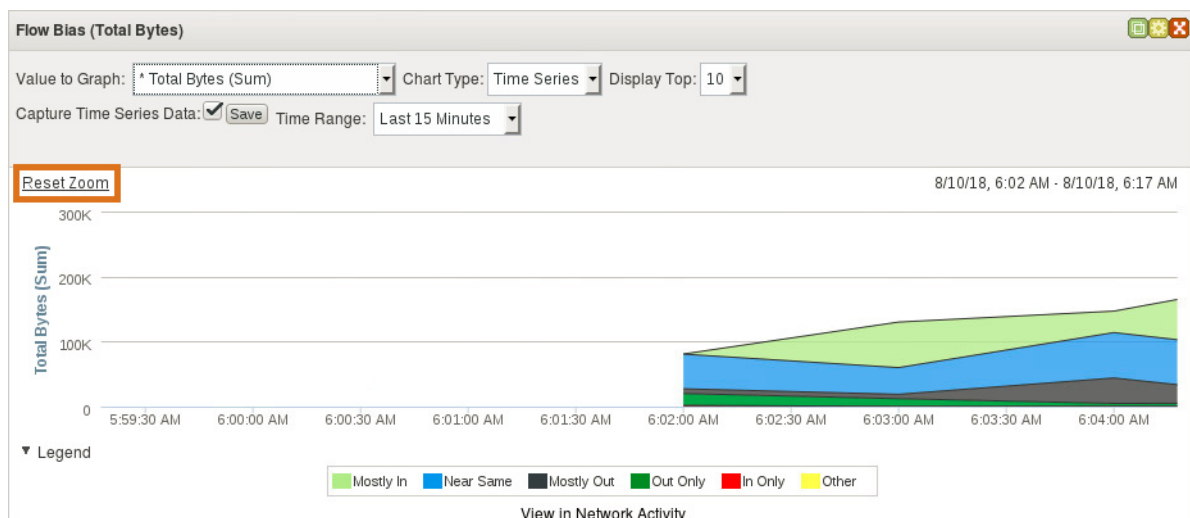 Flow Bias (Total Bytes)
Value to Graph: * Total Bytes (Sum) Chart Type: Time Series Display Top: 10
Capture Time Series Data: Save Time Range: Last 15 Minutes
Reset Zoom 8/10/18, 6:02 AM - 8/10/18, 6:17 AM
Total Bytes (Sum)
300K
200K
100K
0
5:59:30 AM 6:00:00 AM 6:00:30 AM 6:01:00 AM 6:01:30 AM 6:02:00 AM 6:02:30 AM 6:03:00 AM 6:03:30 AM 6:04:00 AM
Legend
Mostly In Near Same Mostly Out Out Only In Only Other
View in Network Activity